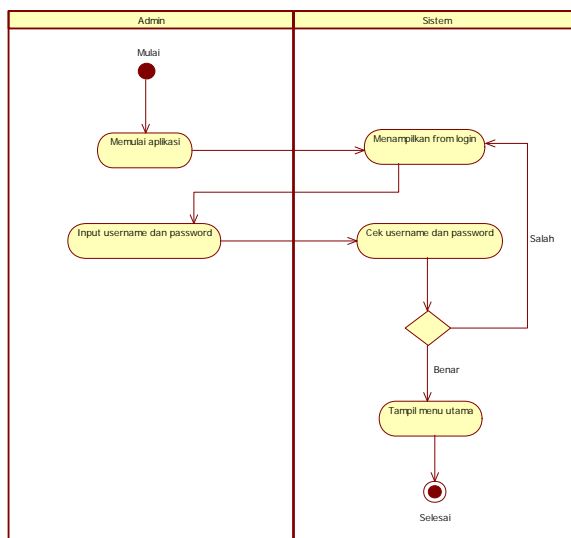 Admin
Sistem
Mulai
Memulai aplikasi
Menampilkan from login
Input username dan password
Cek username dan password
Salah
Benar
Tampil menu utama
Selesai